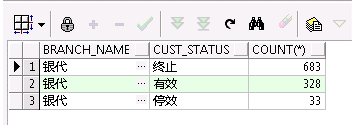 BRANCH_NAME CUST_STATUS COUNT(*)
1 银代 … 终止 683
2 银代 … 有效 328
3 银代 … 停效 33